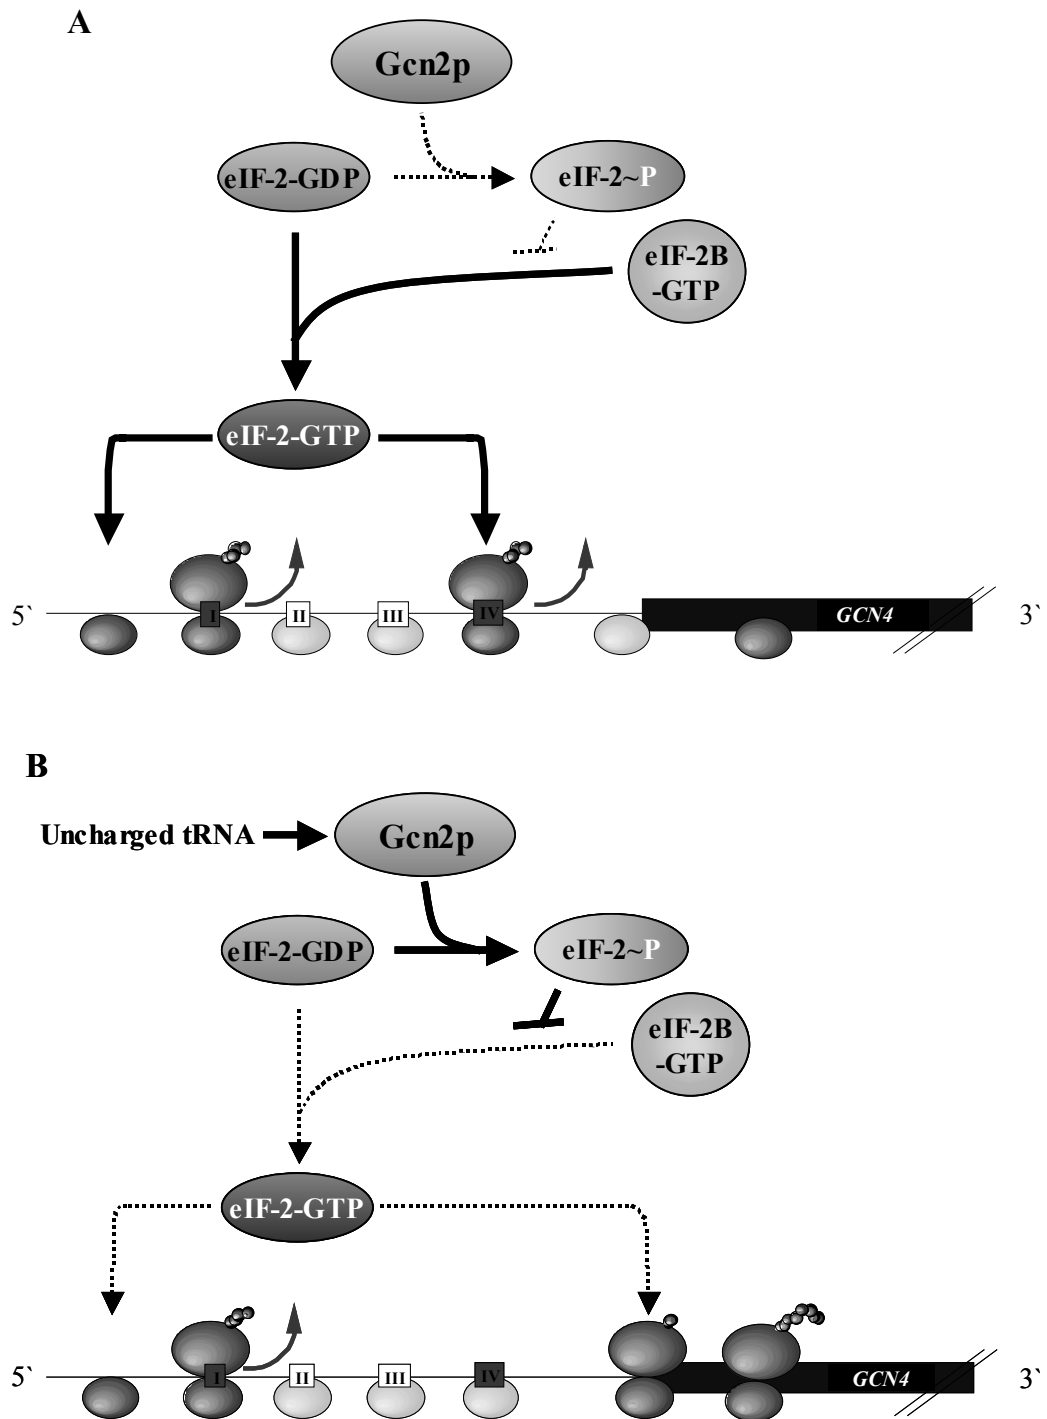 A
Gcn2p
eIF-2-GDP
eIF-2~P
eIF-2B
-GTP
eIF-2-GTP
5` I II III IV GCN4 3`
B
Uncharged tRNA
Gcn2p
eIF-2-GDP
eIF-2~P
eIF-2B
-GTP
eIF-2-GTP
5` I II III IV GCN4 3`